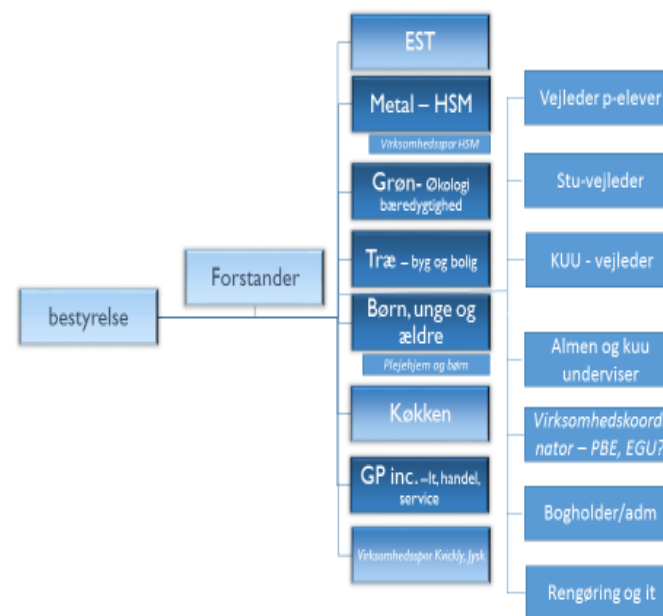 bestyrelse
Forstander
EST
Metal – HSM
Virksomhedsspor HSM
Grøn- Økologi
bæredygtighed
Træ – byg og bolig
Børn, unge og
ældre
Plejehjem og børn
Køkken
GP inc. –It, handel,
service
Virksomhedsspor Kvickly, Jysk
Vejleder p-elever
Stu-vejleder
KUU - vejleder
Almen og kuu
underviser
Virksomhedskoordi
nator – PBE, EGU?
Bogholder/adm
Rengøring og it